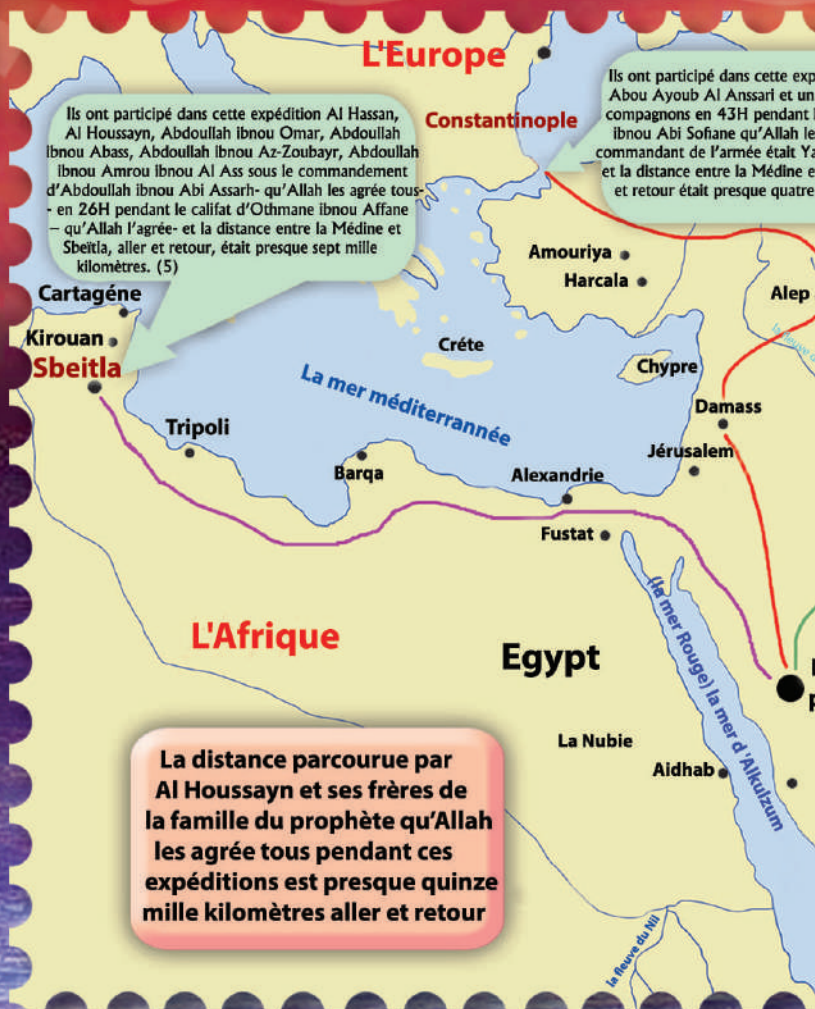 L'Europe
Ils ont participé dans cette expédition Al Hassan,
Al Houssayn, Abdoullah ibnou Omar, Abdoullah
ibnou Abass, Abdoullah ibnou Az-Zoubayr, Abdoullah
ibnou Amrou ibnou Al Ass sous le commandement
d'Abdoullah ibnou Abi Assarh- qu'Allah les agrée tous-
- en 26H pendant le califat d'Othmane ibnou Affane
– qu'Allah l'agrée- et la distance entre la Médine et
Sbeïtla, aller et retour, était presque sept mille
kilomètres. (5)
Ils ont participé dans cette
Abou Ayoub Al Anssari et un
compagnons en 43H pendant
ibnou Abi Sofiane qu'Allah
commandant de l'armée était
et la distance entre la Médine
et retour était presque quatre
Constantinople
Amouriya
Harcala
Alep
la fleuve
Cartagéne
Kirouan
Sbeitla
Créte
Chypre
La mer méditerrannée
Damass
Tripoli
Jérusalem
Barqa
Alexandrie
Fustat
L'Afrique
Egypt
(la mer Rouge) la mer d'Alkulzum
La Nubie
Aidhab
La distance parcourue par
Al Houssayn et ses frères de
la famille du prophète qu'Allah
les agrée tous pendant ces
expéditions est presque quinze
mille kilomètres aller et retour
la fleuve du Nil